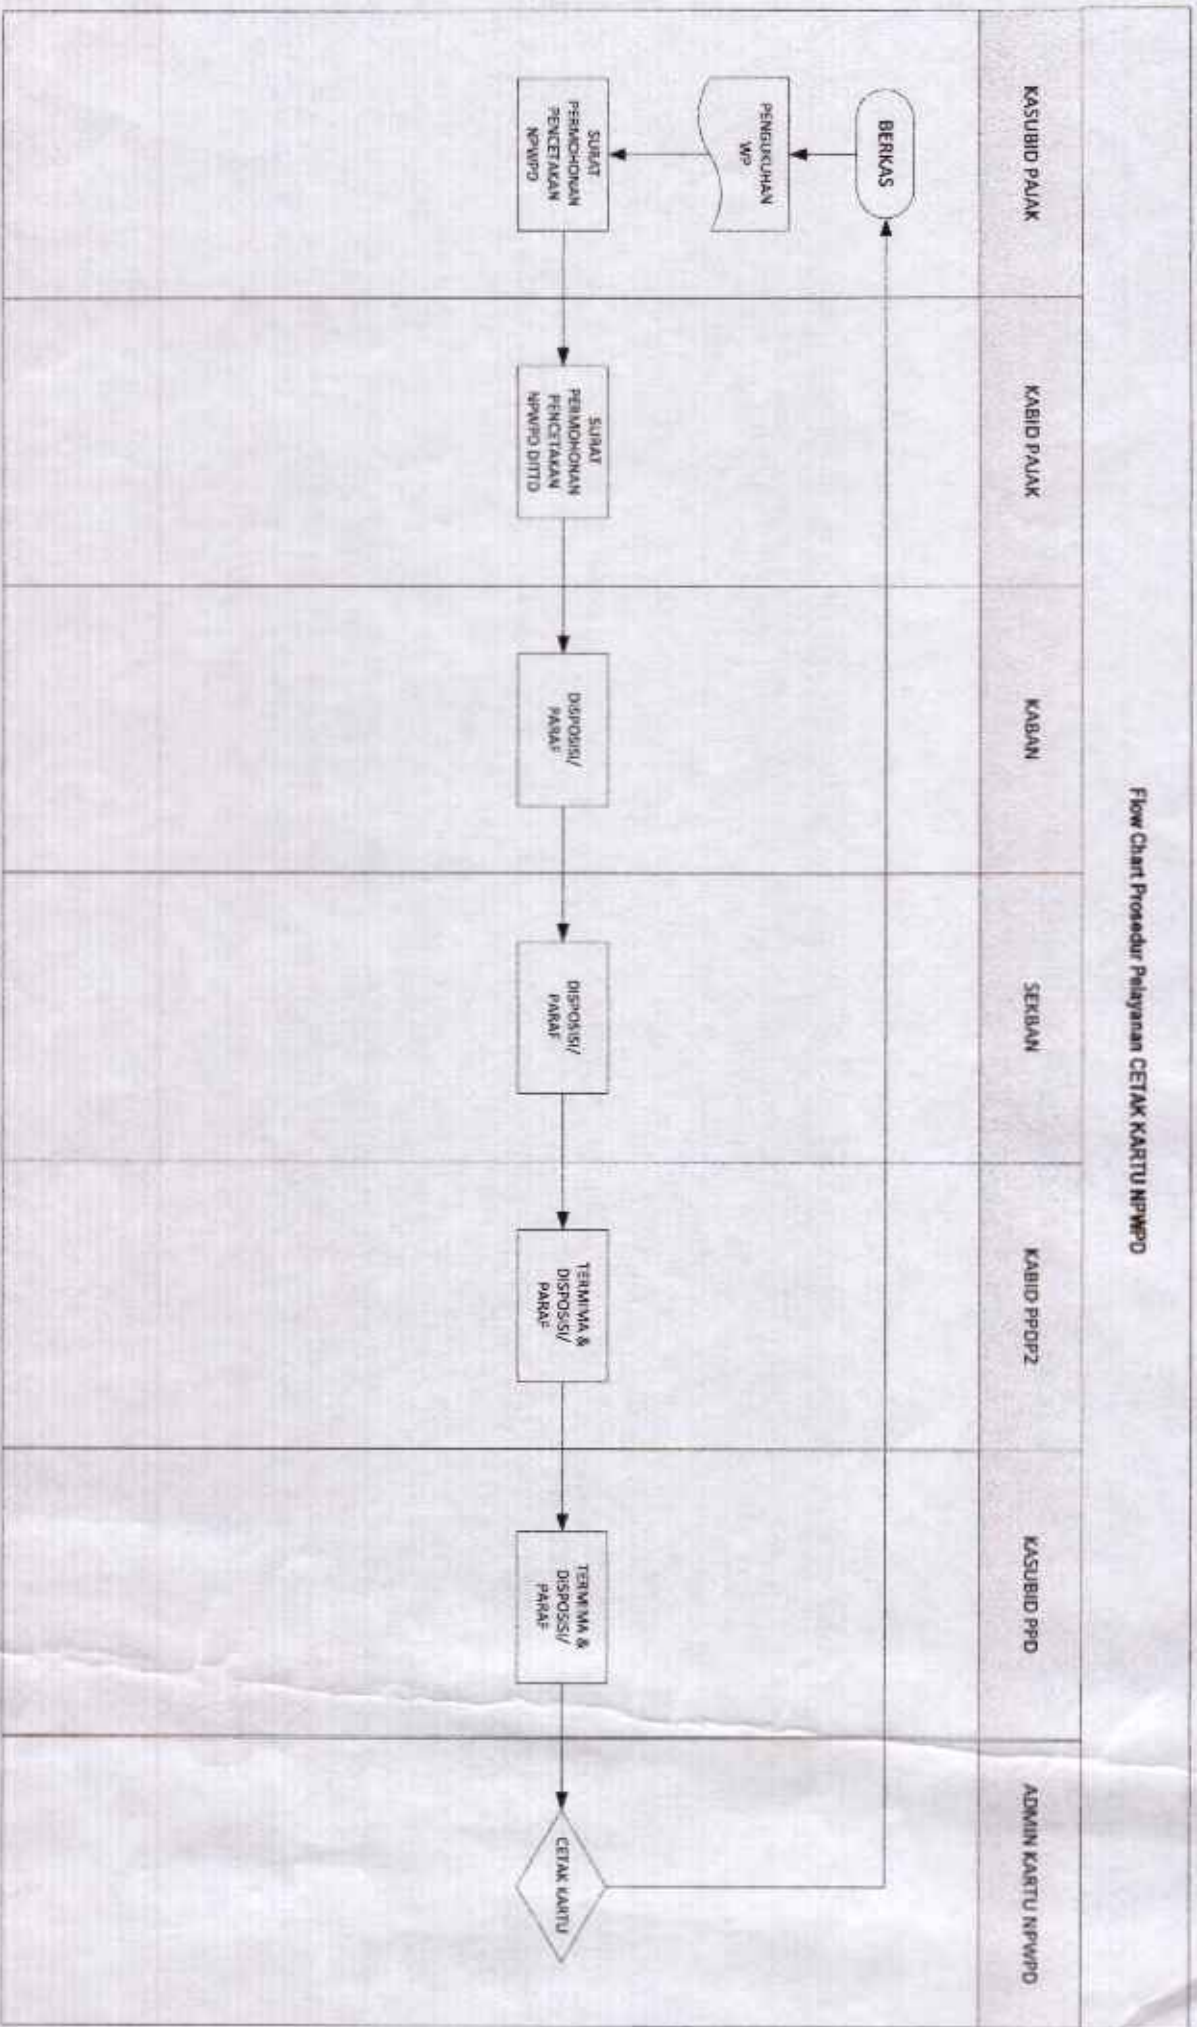 Flow Chart Prosedur Pelayanan CETAK KARTU NPWPD
KASUBID PAJAK
KABID PAJAK
KABAN
SEKBAN
KABID PPDP2
KASUBID PPD
ADMIN KARTU NPWPD
BERKAS
PENGUKUHAN
WP
SURAT
PERMOHONAN
PENCETAKAN
NPWPD
SURAT
PERMOHONAN
PENCETAKAN
NPWPD DITTD
DISPOSISI/
PARAF
DISPOSISI/
PARAF
TERMIMA &
DISPOSISI/
PARAF
TERMIMA &
DISPOSISI/
PARAF
CETAK KARTU